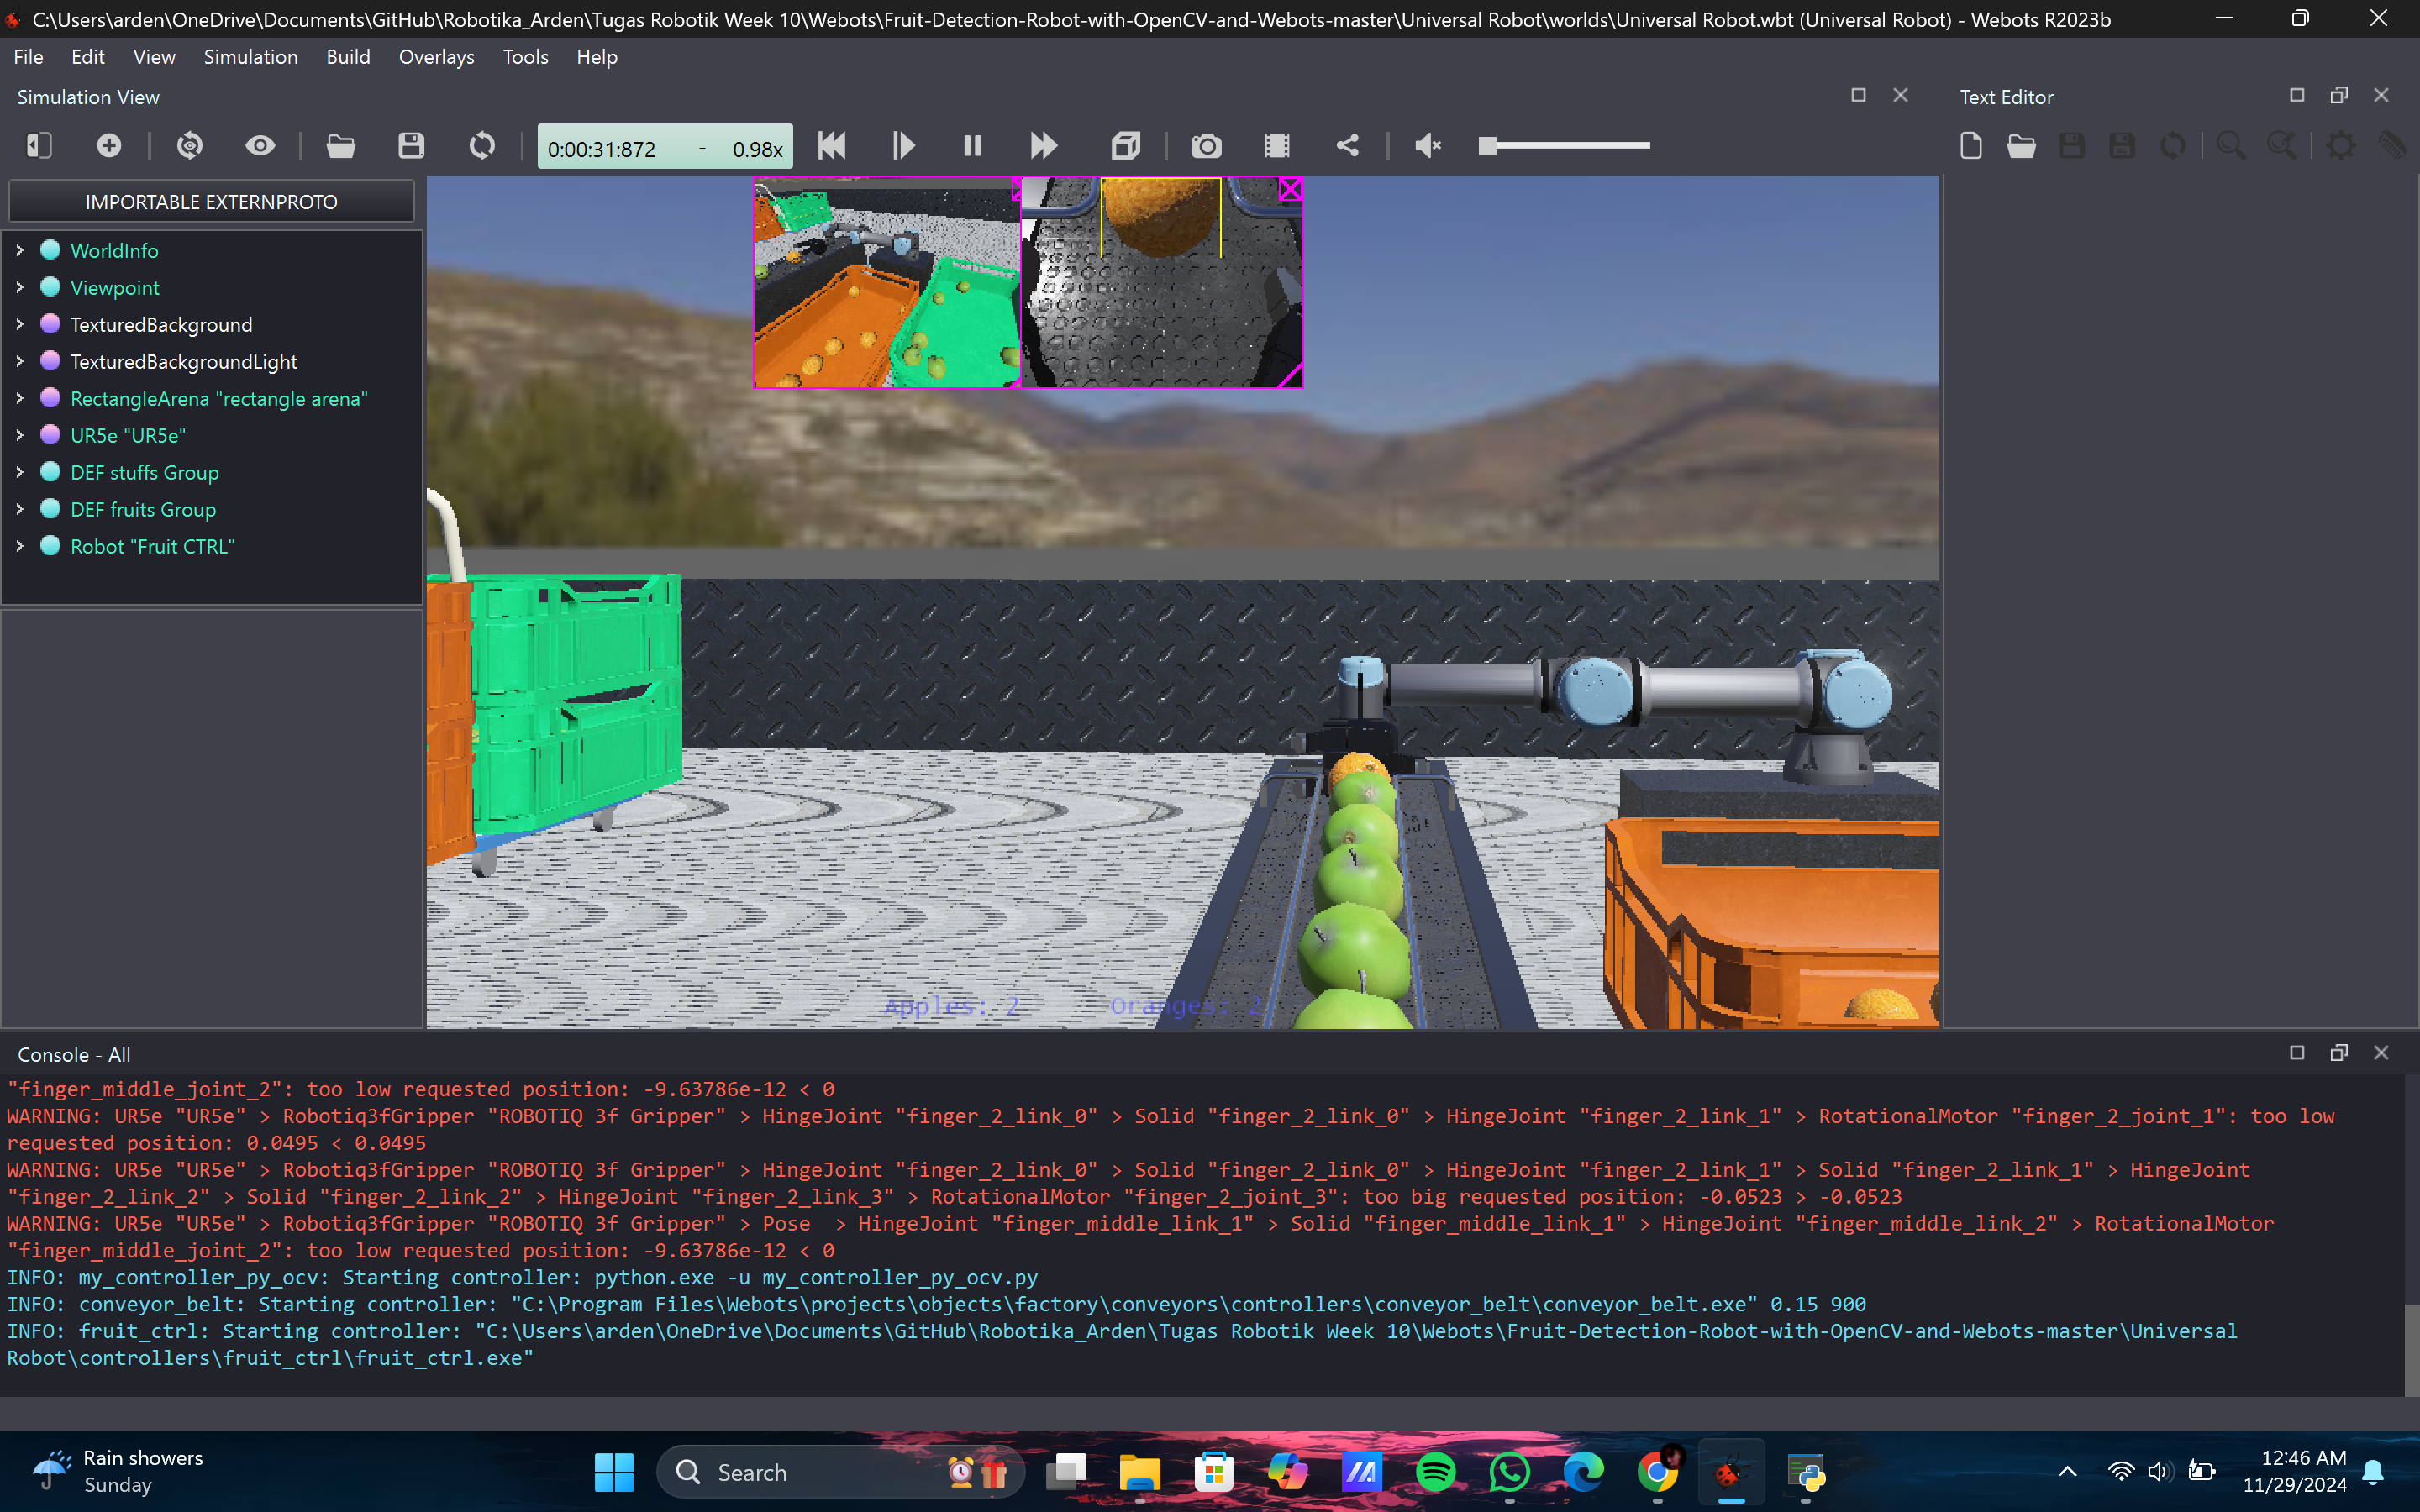 C:\Users\arden\OneDrive\Documents\GitHub\Robotika_Arden\Tugas Robotik Week 10\Webots\Fruit-Detection-Robot-with-OpenCV-and-Webots-master\Universal Robot\worlds\Universal Robot.wbt (Universal Robot) - Webots R2023b
File Edit View Simulation Build Overlays Tools Help
Simulation View
Text Editor
0:00:31:872 - 0.98x
IMPORTABLE EXTERNPROTO
WorldInfo
Viewpoint
TexturedBackground
TexturedBackgroundLight
RectangleArena "rectangle arena"
UR5e "UR5e"
DEF stuffs Group
DEF fruits Group
Robot "Fruit CTRL"
Apples: 2 Oranges: 2
Console - All
"finger_middle_joint_2": too low requested position: -9.63786e-12 < 0
WARNING: UR5e "UR5e" > Robotiq3fGripper "ROBOTIQ 3f Gripper" > HingeJoint "finger_2_link_0" > Solid "finger_2_link_0" > HingeJoint "finger_2_link_1" > RotationalMotor "finger_2_joint_1": too low
requested position: 0.0495 < 0.0495
WARNING: UR5e "UR5e" > Robotiq3fGripper "ROBOTIQ 3f Gripper" > HingeJoint "finger_2_link_0" > Solid "finger_2_link_0" > HingeJoint "finger_2_link_1" > Solid "finger_2_link_1" > HingeJoint
"finger_2_link_2" > Solid "finger_2_link_2" > HingeJoint "finger_2_link_3" > RotationalMotor "finger_2_joint_3": too big requested position: -0.0523 > -0.0523
WARNING: UR5e "UR5e" > Robotiq3fGripper "ROBOTIQ 3f Gripper" > Pose  > HingeJoint "finger_middle_link_1" > Solid "finger_middle_link_1" > HingeJoint "finger_middle_link_2" > RotationalMotor
"finger_middle_joint_2": too low requested position: -9.63786e-12 < 0
INFO: my_controller_py_ocv: Starting controller: python.exe -u my_controller_py_ocv.py
INFO: conveyor_belt: Starting controller: "C:\Program Files\Webots\projects\objects\factory\conveyors\controllers\conveyor_belt\conveyor_belt.exe" 0.15 900
INFO: fruit_ctrl: Starting controller: "C:\Users\arden\OneDrive\Documents\GitHub\Robotika_Arden\Tugas Robotik Week 10\Webots\Fruit-Detection-Robot-with-OpenCV-and-Webots-master\Universal
Robot\controllers\fruit_ctrl\fruit_ctrl.exe"
Rain showers
Sunday
Search
12:46 AM
11/29/2024